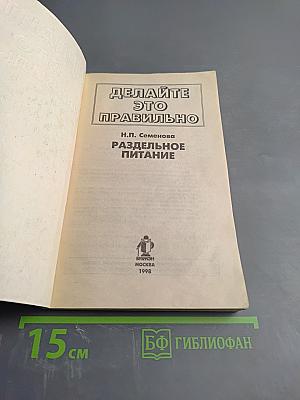 ДЕЛАЙТЕ
ЭТО
ПРАВИЛЬНО
Н.П. Семенова
РАЗДЕЛЬНОЕ
ПИТАНИЕ
МОСКВА
1998
15 см
БФ ГИБЛИОФАН